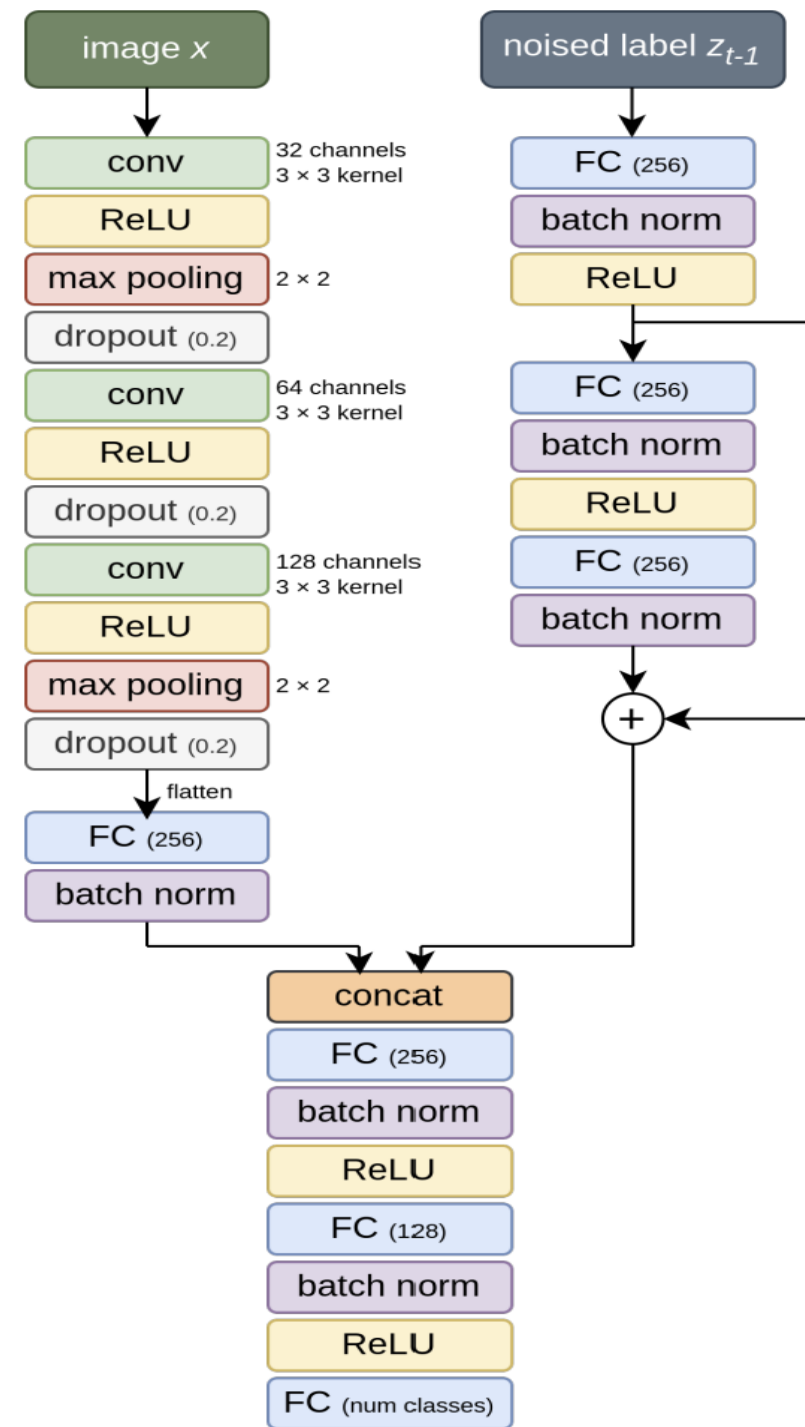 image x
conv
32 channels
3 × 3 kernel
ReLU
max pooling
2 × 2
dropout (0.2)
conv
64 channels
3 × 3 kernel
ReLU
dropout (0.2)
conv
128 channels
3 × 3 kernel
ReLU
max pooling
2 × 2
dropout (0.2)
flatten
FC (256)
batch norm
noised label z_{t-1}
FC (256)
batch norm
ReLU
FC (256)
batch norm
ReLU
FC (256)
batch norm
+
concat
FC (256)
batch norm
ReLU
FC (128)
batch norm
ReLU
FC (num classes)